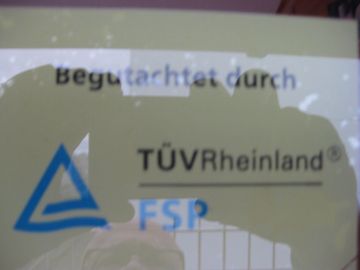 Begutachtet durch
TÜVRheinland®
FSP